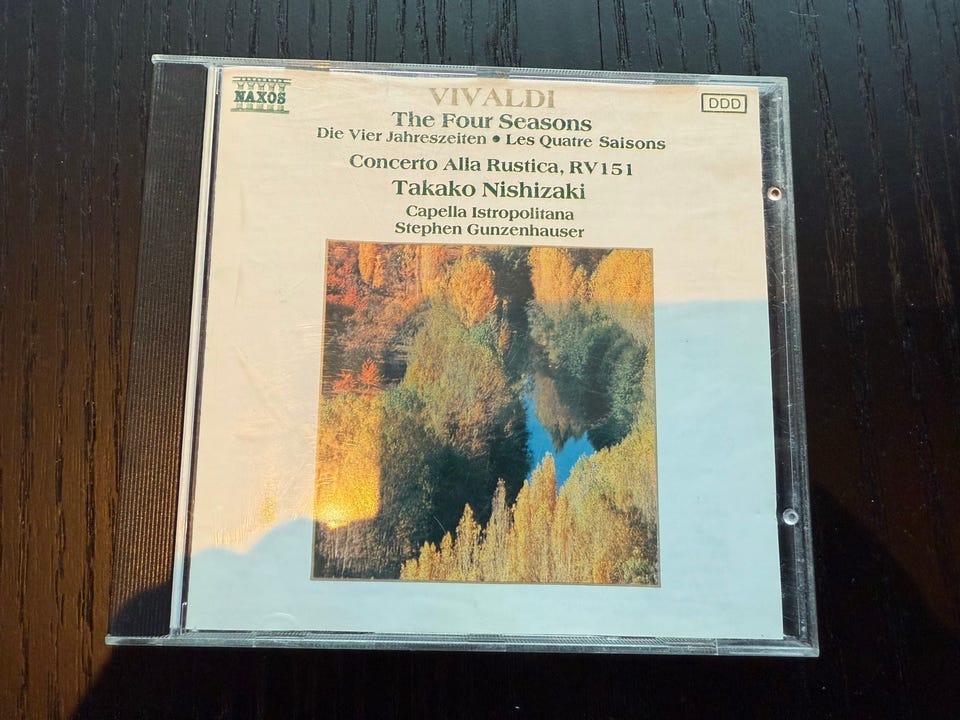 NAXOS
DDD
VIVALDI
The Four Seasons
Die Vier Jahreszeiten • Les Quatre Saisons
Concerto Alla Rustica, RV151
Takako Nishizaki
Capella Istropolitana
Stephen Gunzenhauser